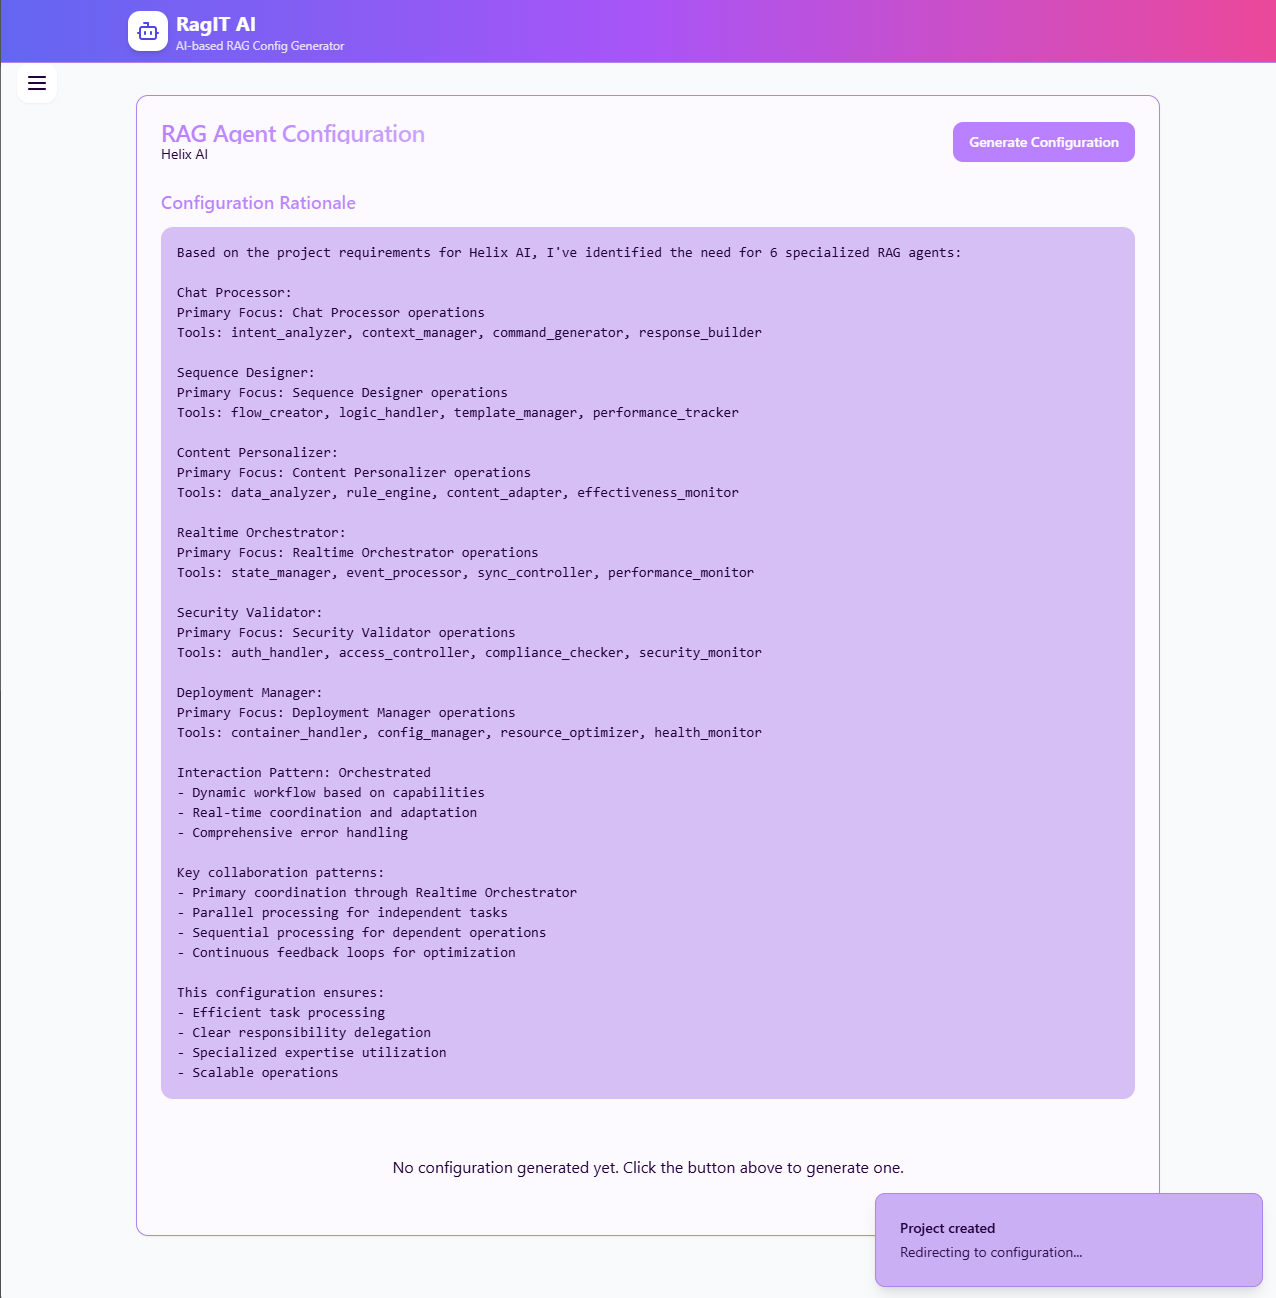 RagIT AI
AI-based RAG Config Generator
RAG Agent Configuration
Helix AI
Generate Configuration
Configuration Rationale
Based on the project requirements for Helix AI, I've identified the need for 6 specialized RAG agents:
Chat Processor:
Primary Focus: Chat Processor operations
Tools: intent_analyzer, context_manager, command_generator, response_builder
Sequence Designer:
Primary Focus: Sequence Designer operations
Tools: flow_creator, logic_handler, template_manager, performance_tracker
Content Personalizer:
Primary Focus: Content Personalizer operations
Tools: data_analyzer, rule_engine, content_adapter, effectiveness_monitor
Realtime Orchestrator:
Primary Focus: Realtime Orchestrator operations
Tools: state_manager, event_processor, sync_controller, performance_monitor
Security Validator:
Primary Focus: Security Validator operations
Tools: auth_handler, access_controller, compliance_checker, security_monitor
Deployment Manager:
Primary Focus: Deployment Manager operations
Tools: container_handler, config_manager, resource_optimizer, health_monitor
Interaction Pattern: Orchestrated
- Dynamic workflow based on capabilities
- Real-time coordination and adaptation
- Comprehensive error handling
Key collaboration patterns:
- Primary coordination through Realtime Orchestrator
- Parallel processing for independent tasks
- Sequential processing for dependent operations
- Continuous feedback loops for optimization
This configuration ensures:
- Efficient task processing
- Clear responsibility delegation
- Specialized expertise utilization
- Scalable operations
No configuration generated yet. Click the button above to generate one.
Project created
Redirecting to configuration...